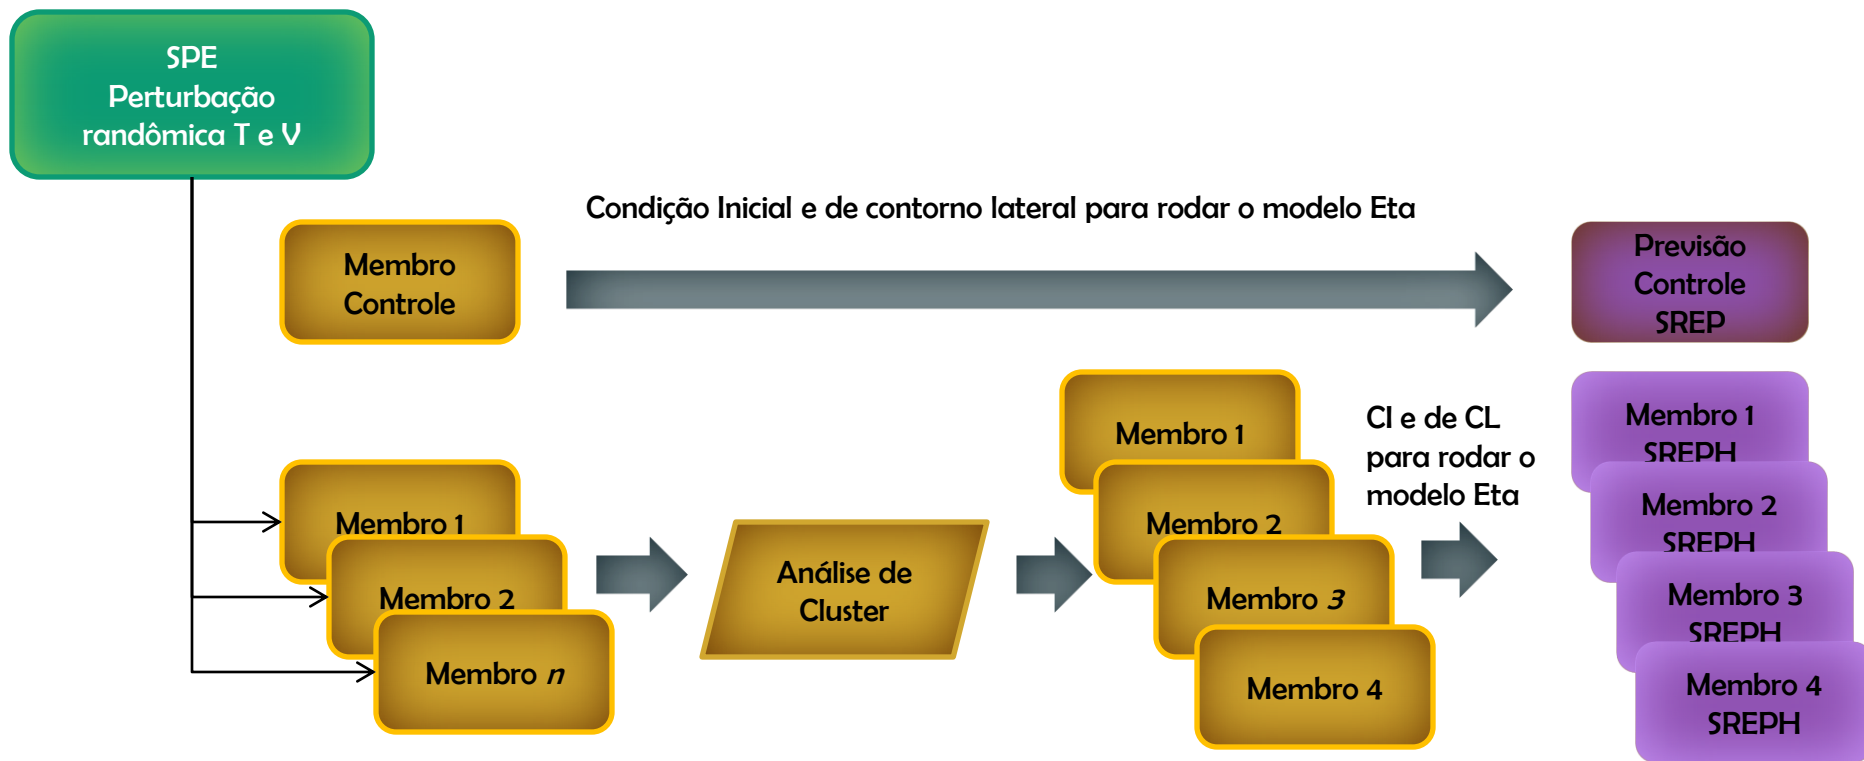 SPE
Perturbação
randômica T e V
Condição Inicial e de contorno lateral para rodar o modelo Eta
Membro
Controle
Previsão
Controle
SREP
Membro 1
Membro 2
Membro n
Análise de
Cluster
Membro 1
Membro 2
Membro 3
Membro 4
CI e de CL
para rodar o
modelo Eta
Membro 1
SREPH
Membro 2
SREPH
Membro 3
SREPH
Membro 4
SREPH